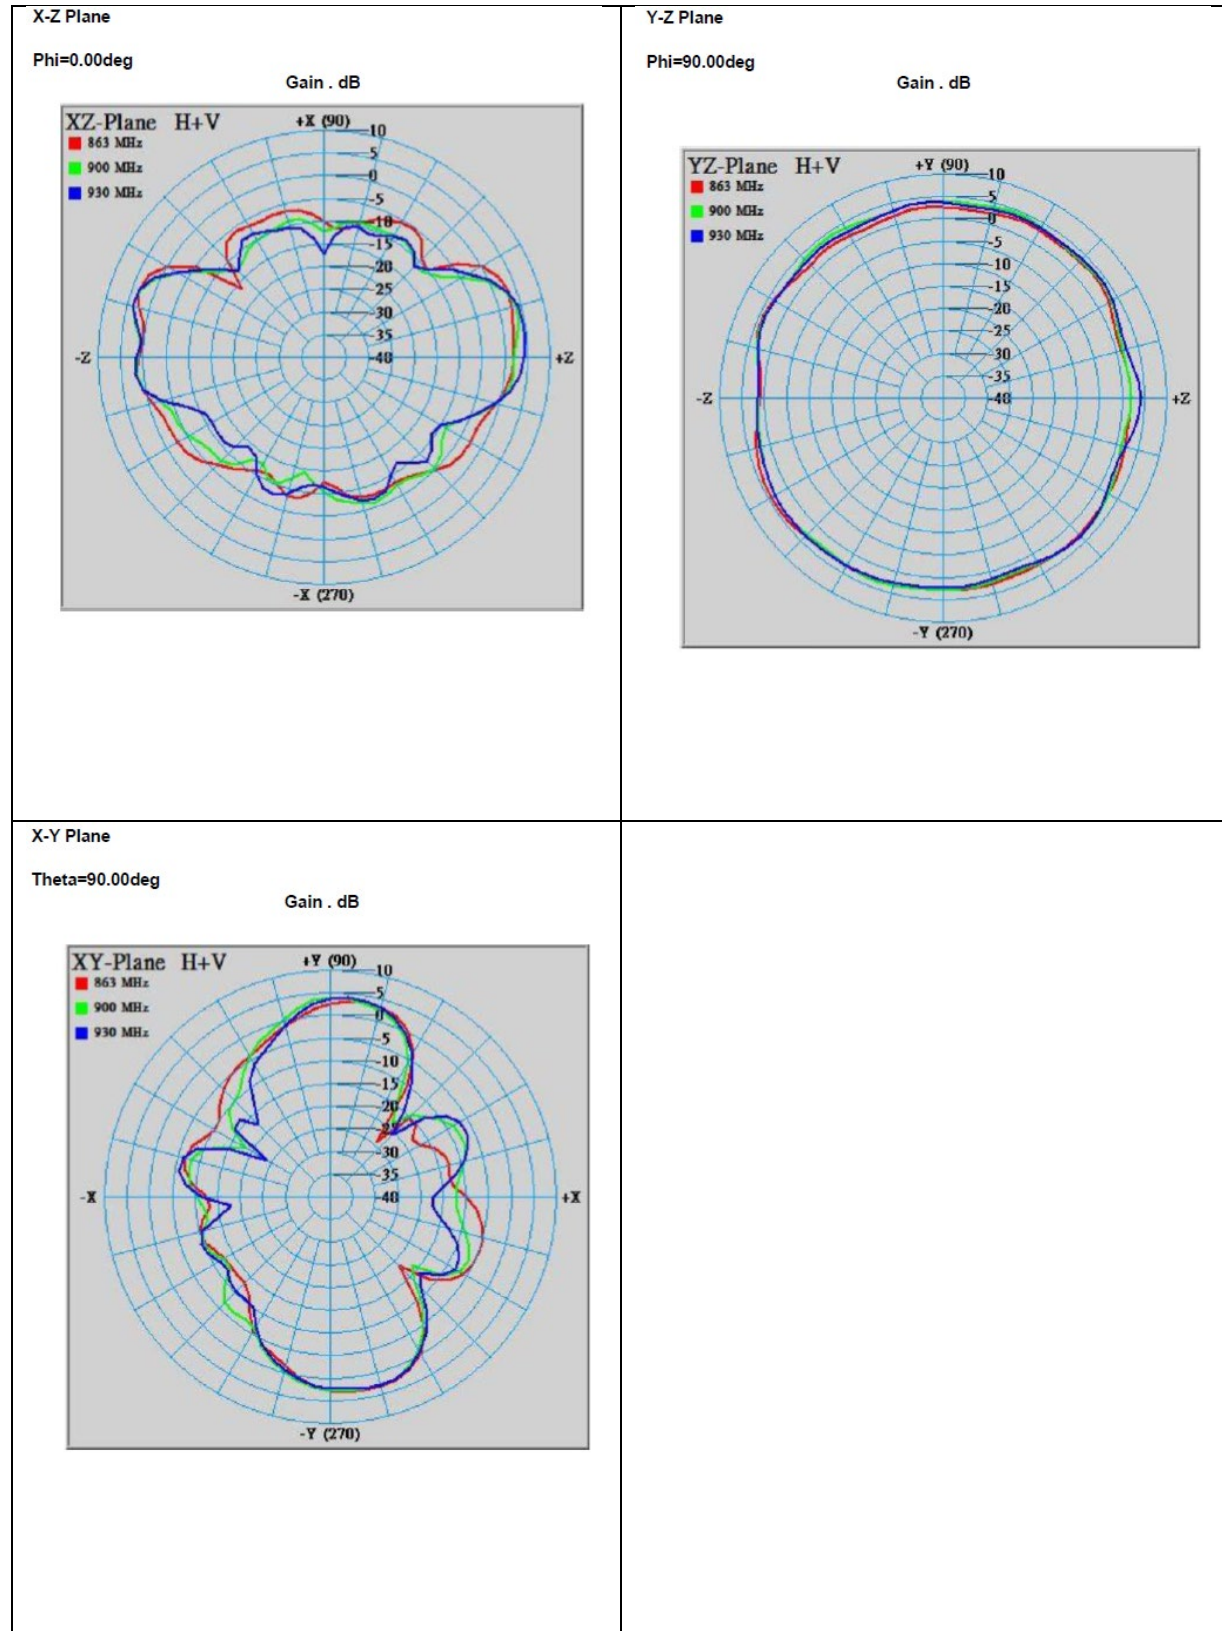 X-Z Plane
Phi=0.00deg
Gain . dB
XZ-Plane H+V
+X (90)
863 MHz
900 MHz
930 MHz
10
5
0
-5
-10
-15
-20
-25
-30
-35
-40
-Z
+Z
-X (270)
Y-Z Plane
Phi=90.00deg
Gain . dB
YZ-Plane H+V
+Y (90)
863 MHz
900 MHz
930 MHz
10
5
0
-5
-10
-15
-20
-25
-30
-35
-40
-Z
+Z
-Y (270)
X-Y Plane
Theta=90.00deg
Gain . dB
XY-Plane H+V
+Y (90)
863 MHz
900 MHz
930 MHz
10
5
0
-5
-10
-15
-20
-25
-30
-35
-40
-X
+X
-Y (270)